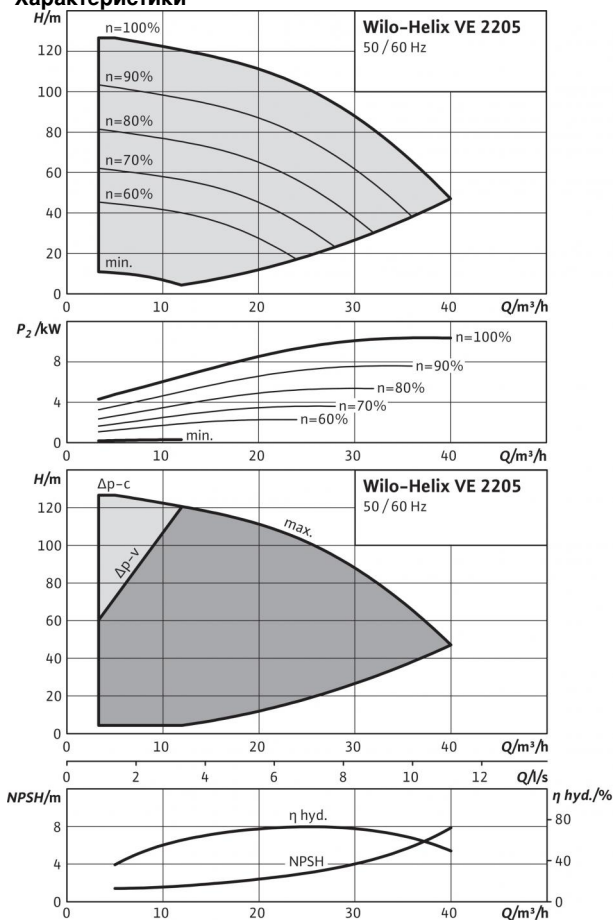 Характеристики
H/m
n=100%
Wilo-Helix VE 2205
50 / 60 Hz
120
n=90%
100
n=80%
80
n=70%
60
n=60%
40
20
min.
0
0 10 20 30 40 Q/m³/h
P₂ /kW
n=100%
8
n=90%
n=80%
4
n=70%
n=60%
min.
0
0 10 20 30 40 Q/m³/h
H/m
Δp-c
Wilo-Helix VE 2205
50 / 60 Hz
120
max.
100
Δp-v
80
60
40
20
0
0 10 20 30 40 Q/m³/h
0 2 4 6 8 10 12 Q/l/s
NPSH/m
η hyd./%
η hyd.
8
80
NPSH
4
40
0
0
0 10 20 30 40 Q/m³/h